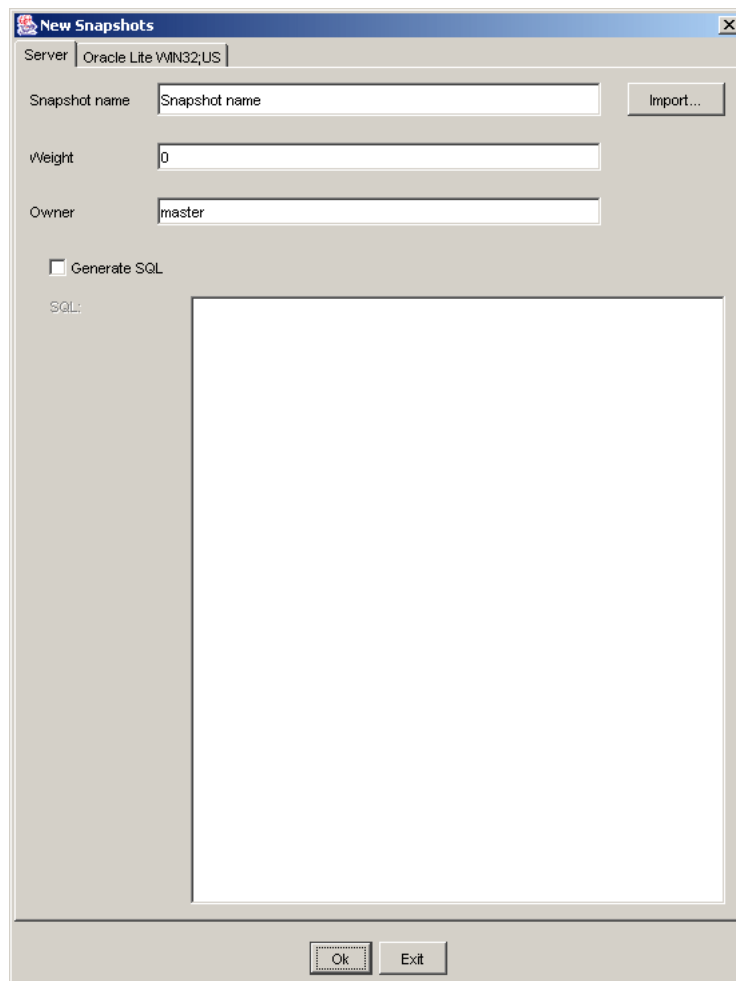 New Snapshots
Server Oracle Lite WIN32;US
Snapshot name Snapshot name Import...
Weight 0
Owner master
Generate SQL
SQL:
Ok Exit